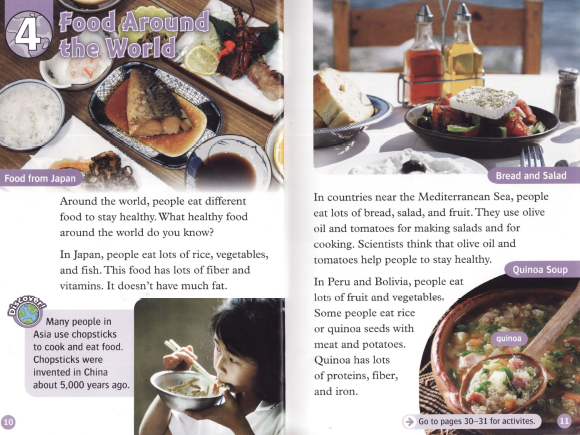 4
Food Around
the World
Food from Japan
Around the world, people eat different
food to stay healthy. What healthy food
around the world do you know?
In Japan, people eat lots of rice, vegetables,
and fish. This food has lots of fiber and
vitamins. It doesn't have much fat.
Discover!
Many people in
Asia use chopsticks
to cook and eat food.
Chopsticks were
invented in China
about 5,000 years ago.
10
Bread and Salad
In countries near the Mediterranean Sea, people
eat lots of bread, salad, and fruit. They use olive
oil and tomatoes for making salads and for
cooking. Scientists think that olive oil and
tomatoes help people to stay healthy.
Quinoa Soup
In Peru and Bolivia, people eat
lots of fruit and vegetables.
Some people eat rice
or quinoa seeds with
meat and potatoes.
Quinoa has lots
of proteins, fiber,
and iron.
quinoa
Go to pages 30–31 for activites.
11